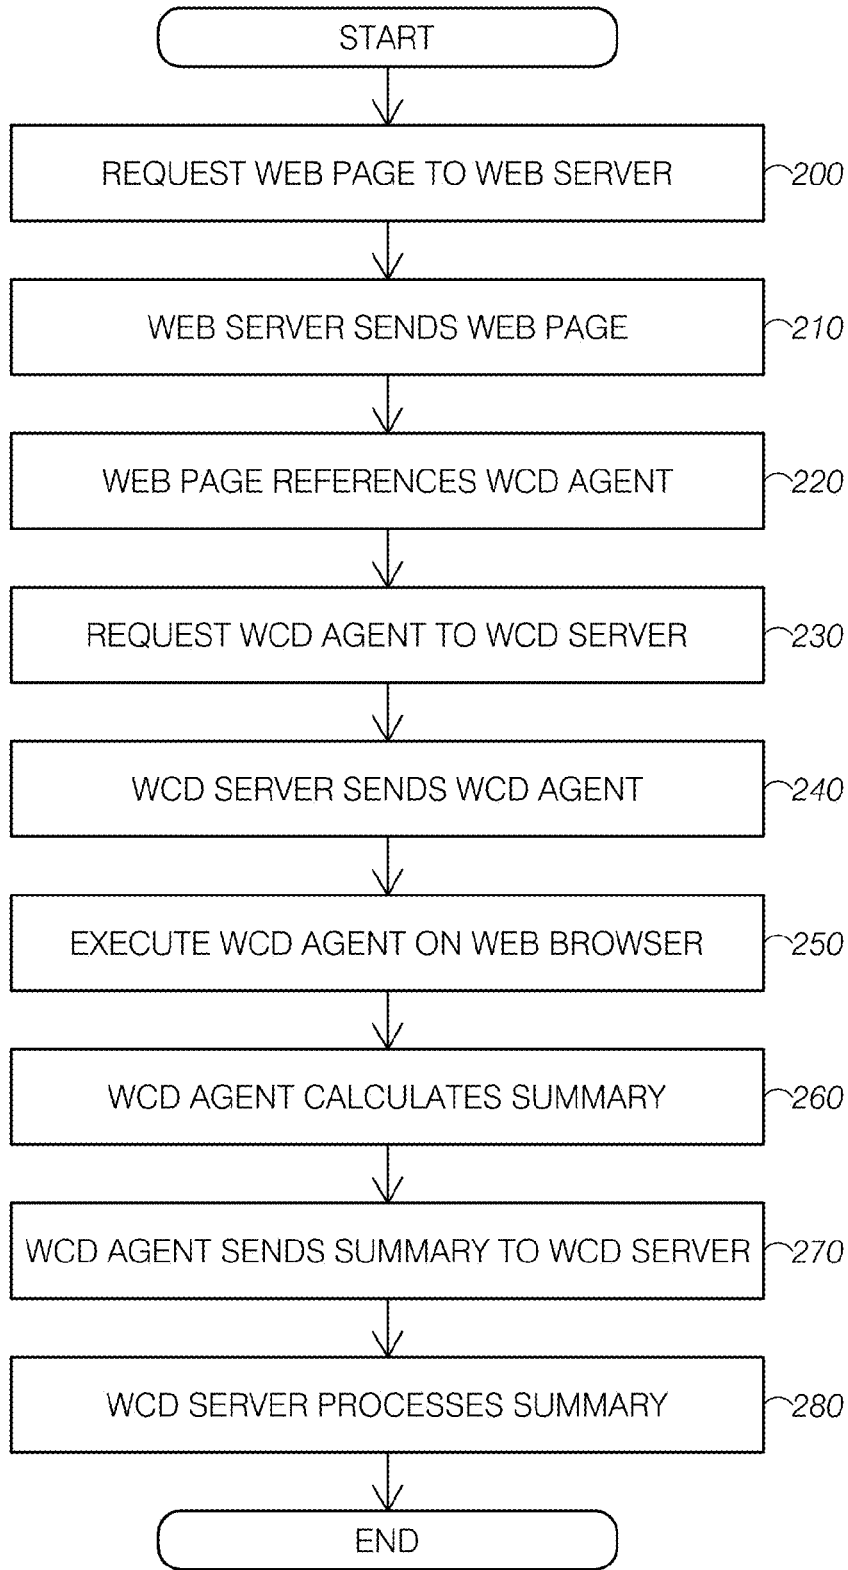 START
REQUEST WEB PAGE TO WEB SERVER 200
WEB SERVER SENDS WEB PAGE 210
WEB PAGE REFERENCES WCD AGENT 220
REQUEST WCD AGENT TO WCD SERVER 230
WCD SERVER SENDS WCD AGENT 240
EXECUTE WCD AGENT ON WEB BROWSER 250
WCD AGENT CALCULATES SUMMARY 260
WCD AGENT SENDS SUMMARY TO WCD SERVER 270
WCD SERVER PROCESSES SUMMARY 280
END